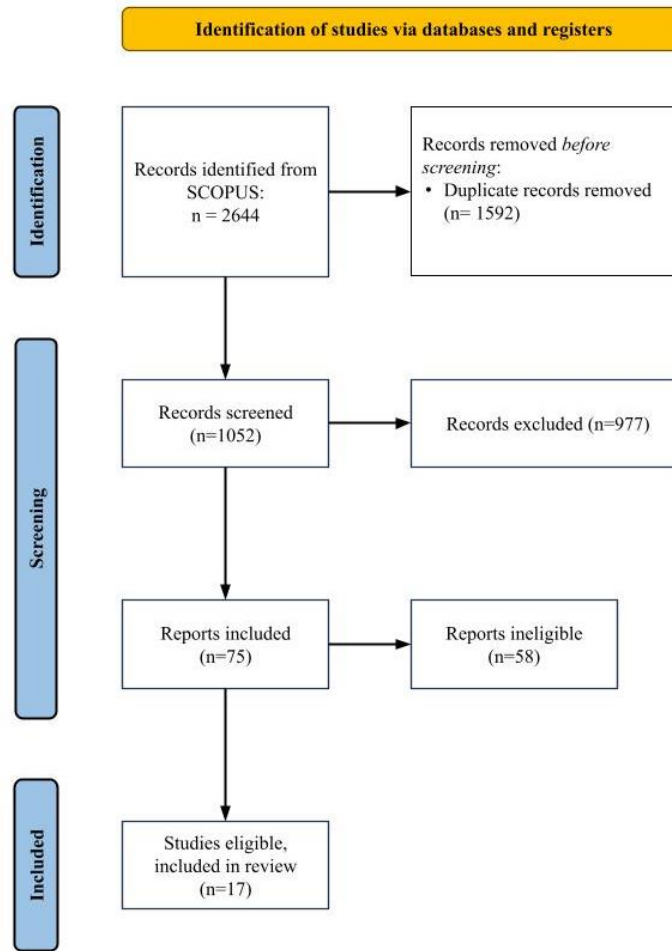 Identification of studies via databases and registers
Identification
Records identified from
SCOPUS:
n = 2644
Records removed before
screening:
• Duplicate records removed
(n= 1592)
Screening
Records screened
(n=1052)
Records excluded (n=977)
Reports included
(n=75)
Reports ineligible
(n=58)
Included
Studies eligible,
included in review
(n=17)